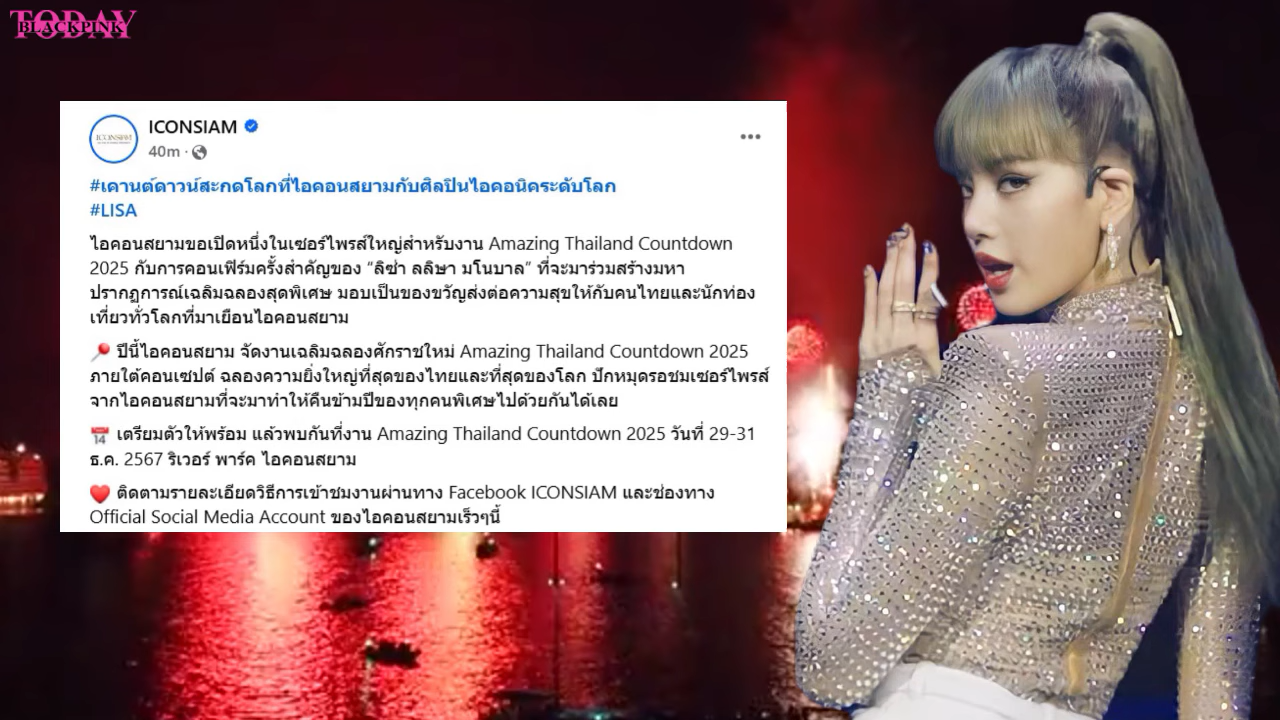 TODAY
BLACKPINK
ICONSIAM
ICONSIAM
40m
#เคานต์ดาวน์สะกดโลกที่ไอคอนสยามกับศิลปินไอคอนิคระดับโลก
#LISA
ไอคอนสยามขอเปิดหนึ่งในเซอร์ไพรส์ใหญ่สำหรับงาน Amazing Thailand Countdown
2025 กับการคอนเฟิร์มครั้งสำคัญของ “ลิซ่า ลลิษา มโนบาล” ที่จะมาร่วมสร้างมหา
ปรากฏการณ์เฉลิมฉลองสุดพิเศษ มอบเป็นของขวัญส่งต่อความสุขให้กับคนไทยและนักท่อง
เที่ยวทั่วโลกที่มาเยือนไอคอนสยาม
ปีนี้ไอคอนสยาม จัดงานเฉลิมฉลองศักราชใหม่ Amazing Thailand Countdown 2025
ภายใต้คอนเซปต์ ฉลองความยิ่งใหญ่ที่สุดของไทยและที่สุดของโลก ปักหมุดรอชมเซอร์ไพรส์
จากไอคอนสยามที่จะมาทำให้คืนข้ามปีของทุกคนพิเศษไปด้วยกันได้เลย
เตรียมตัวให้พร้อม แล้วพบกันที่งาน Amazing Thailand Countdown 2025 วันที่ 29-31
ธ.ค. 2567 ริเวอร์ พาร์ค ไอคอนสยาม
ติดตามรายละเอียดวิธีการเข้าชมงานผ่านทาง Facebook ICONSIAM และช่องทาง
Official Social Media Account ของไอคอนสยามเร็วๆนี้